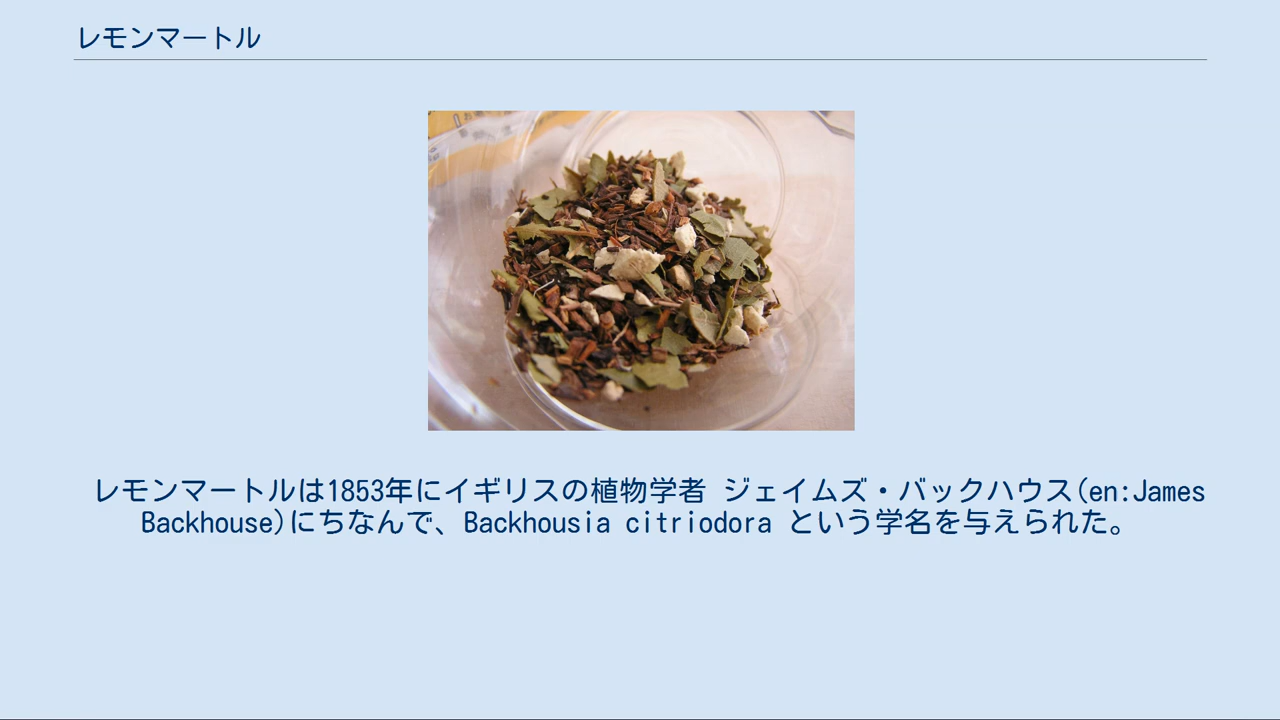 レモンマートル
レモンマートルは1853年にイギリスの植物学者 ジェイムズ・バックハウス(en:James
Backhouse)にちなんで、Backhousia citriodora という学名を与えられた。